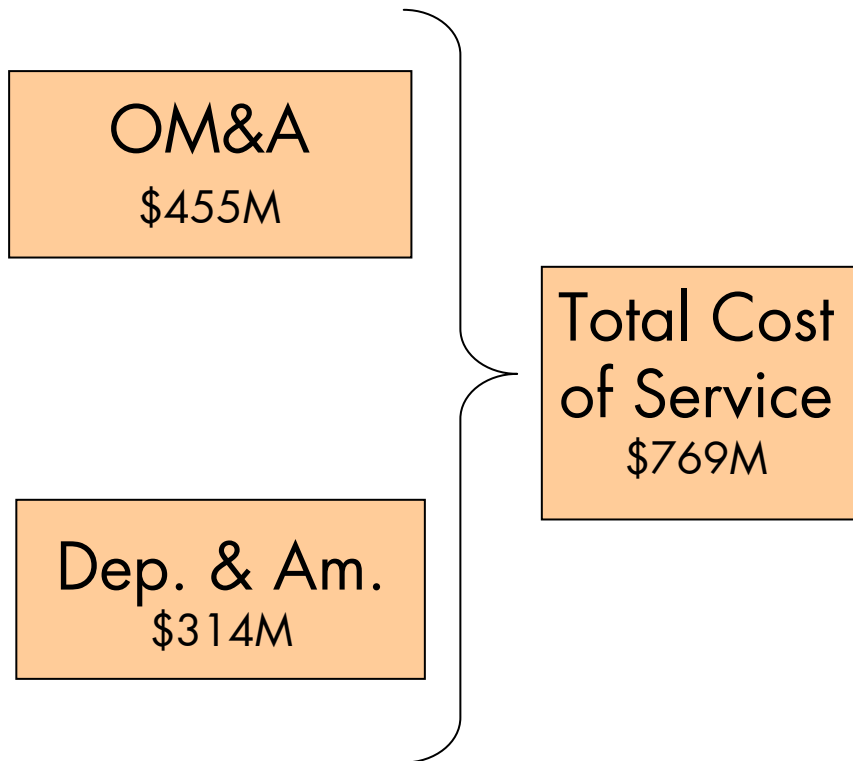 OM&A
$455M
Total Cost
of Service
$769M
Dep. & Am.
$314M